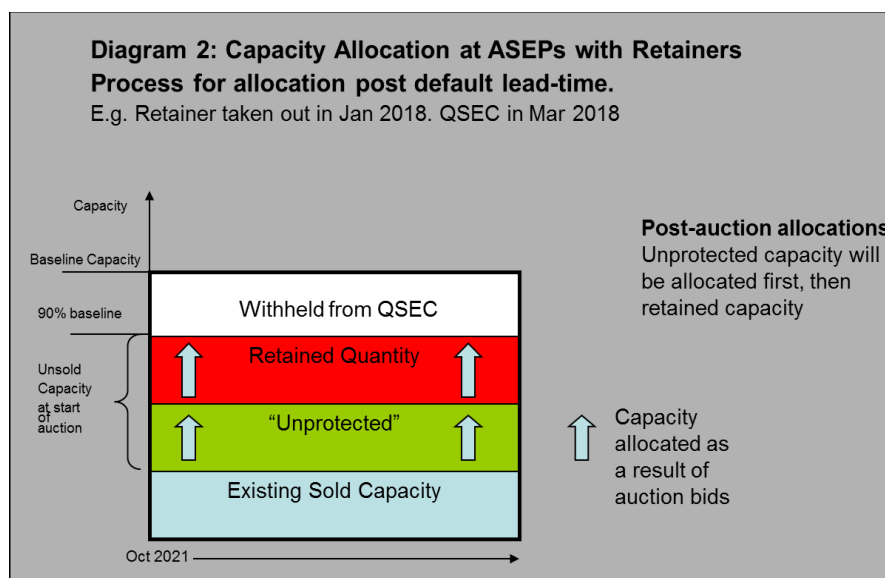 Diagram 2: Capacity Allocation at ASEPs with Retainers
Process for allocation post default lead-time.
E.g. Retainer taken out in Jan 2018. QSEC in Mar 2018
Capacity
Baseline Capacity
90% baseline
Unsold
Capacity
at start
of
auction
Withheld from QSEC
Retained Quantity
“Unprotected”
Existing Sold Capacity
Oct 2021
Post-auction allocations
Unprotected capacity will
be allocated first, then
retained capacity
Capacity
allocated as
a result of
auction bids